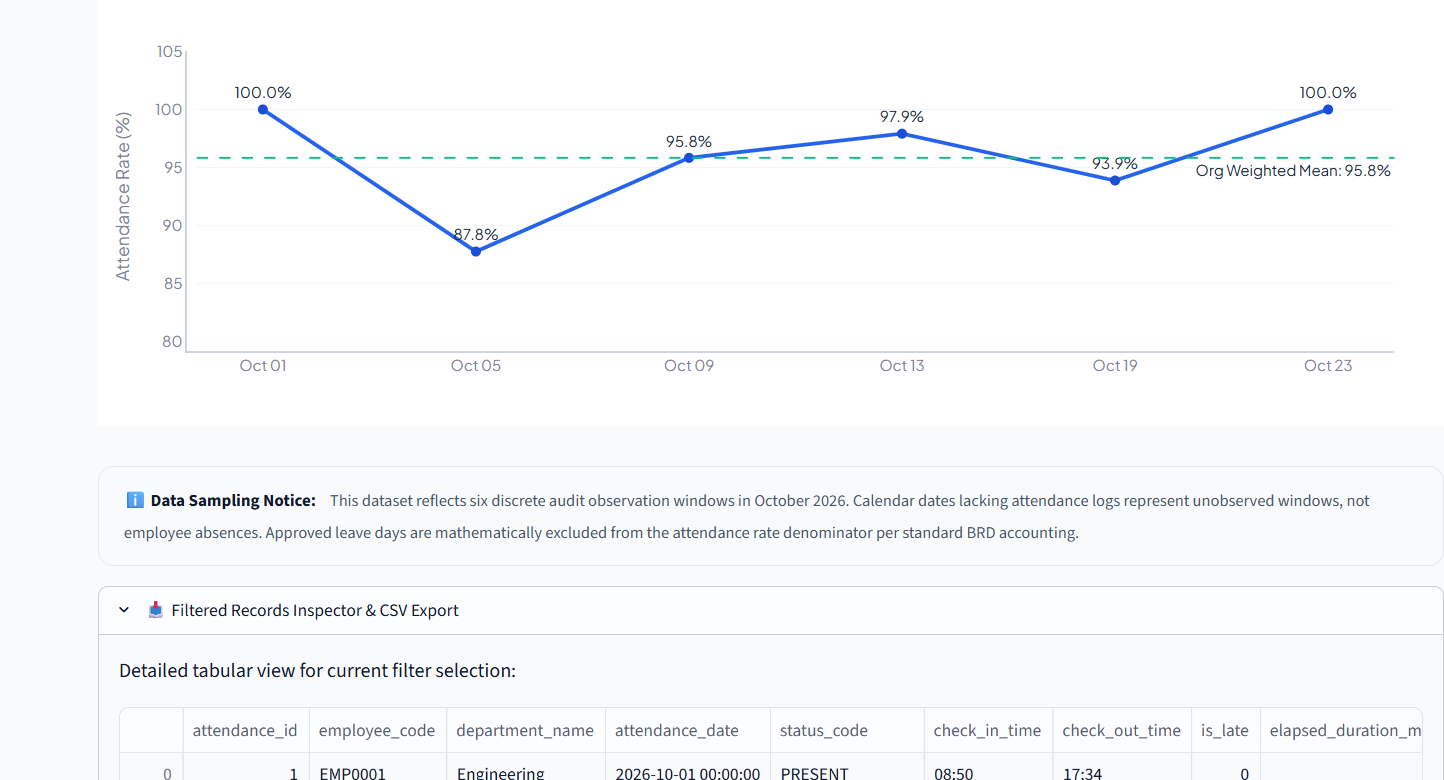 105
100
95
90
85
80
Attendance Rate (%)
100.0%
87.8%
95.8%
97.9%
93.9%
100.0%
Org Weighted Mean: 95.8%
Oct 01
Oct 05
Oct 09
Oct 13
Oct 19
Oct 23
Data Sampling Notice: This dataset reflects six discrete audit observation windows in October 2026. Calendar dates lacking attendance logs represent unobserved windows, not
employee absences. Approved leave days are mathematically excluded from the attendance rate denominator per standard BRD accounting.
Filtered Records Inspector & CSV Export
Detailed tabular view for current filter selection:
attendance_id employee_code department_name attendance_date status_code check_in_time check_out_time is_late elapsed_duration_m
0 1 EMP0001 Engineering 2026-10-01 00:00:00 PRESENT 08:50 17:34 0